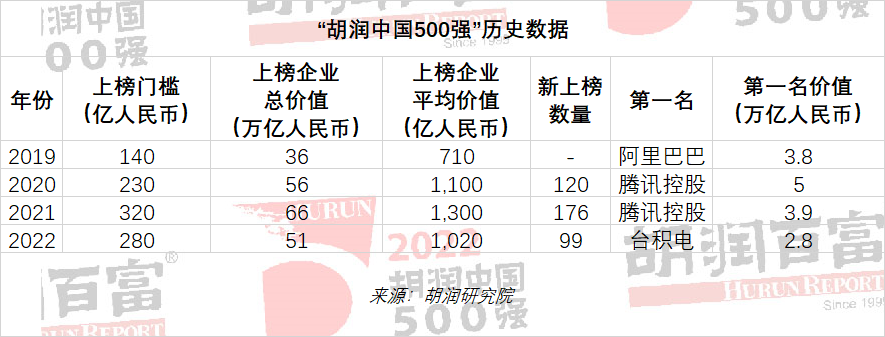 “胡润中国500强”历史数据
年份 上榜门槛（亿人民币） 上榜企业总价值（万亿人民币） 上榜企业平均价值（亿人民币） 新上榜数量 第一名 第一名价值（万亿人民币）
2019 140 36 710 - 阿里巴巴 3.8
2020 230 56 1,100 120 腾讯控股 5
2021 320 66 1,300 176 腾讯控股 3.9
2022 280 51 1,020 99 台积电 2.8
来源：胡润研究院
胡润中国
500强
胡润百富
Since 1999
HURUN
2022
胡润中国
500强
润百富®
HURUN REPORT
胡润百富
HURUN REPORT
Since 1999